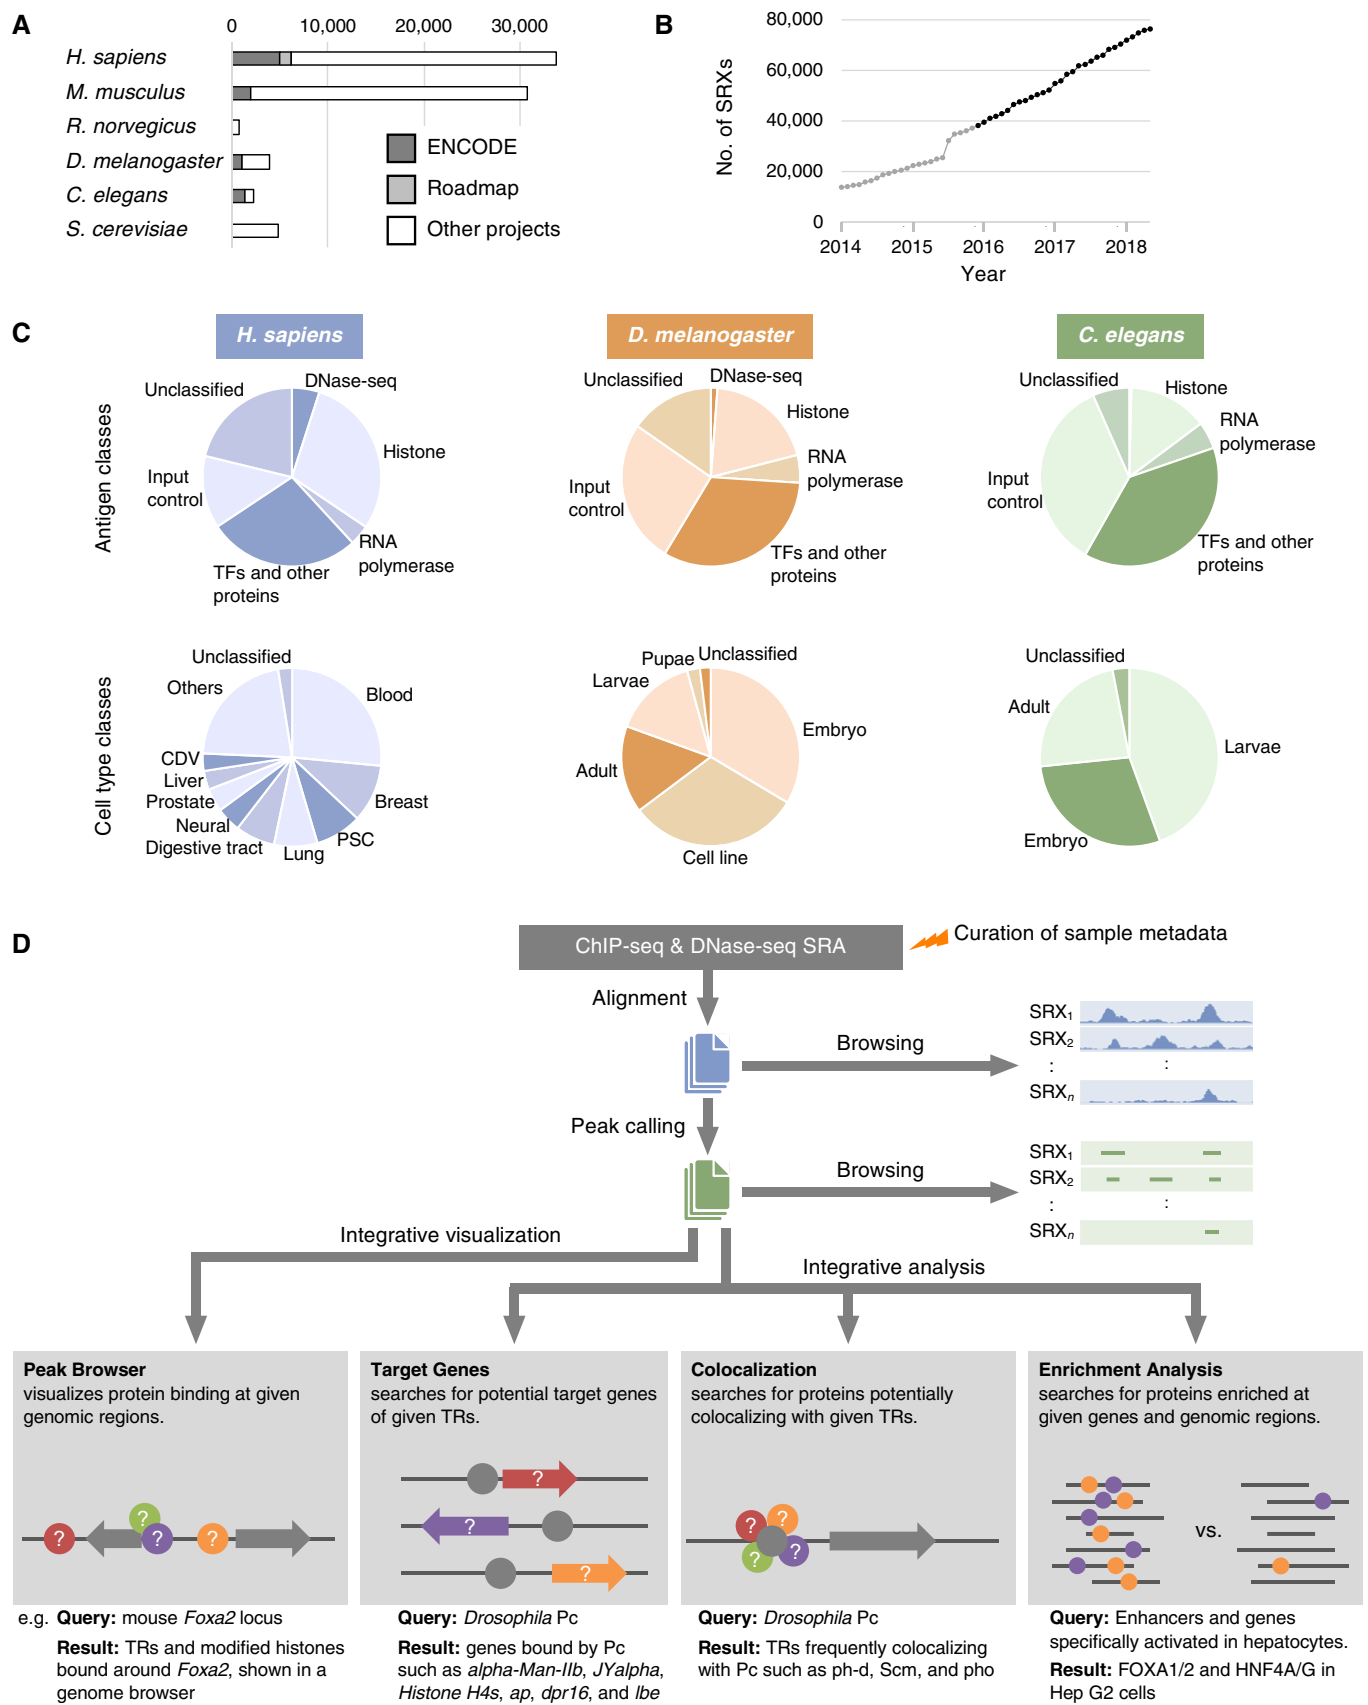 A
0 10,000 20,000 30,000
H. sapiens
M. musculus
R. norvegicus
D. melanogaster
C. elegans
S. cerevisiae
ENCODE
Roadmap
Other projects
B
No. of SRXs
80,000
60,000
40,000
20,000
0
2014 2015 2016 2017 2018
Year
C
Antigen classes
H. sapiens
Unclassified
DNase-seq
Histone
Input
control
RNA
polymerase
TFs and other
proteins
D. melanogaster
Unclassified
DNase-seq
Histone
RNA
polymerase
Input
control
TFs and other
proteins
C. elegans
Unclassified
Histone
RNA
polymerase
Input
control
TFs and other
proteins
Cell type classes
Unclassified
Others
Blood
CDV
Liver
Prostate
Neural
Digestive tract
Lung
PSC
Breast
Pupae
Unclassified
Larvae
Embryo
Adult
Cell line
Unclassified
Adult
Larvae
Embryo
D
ChIP-seq & DNase-seq SRA
Curation of sample metadata
Alignment
Browsing
SRX1
SRX2
:
:
SRXn
Peak calling
Browsing
SRX1
SRX2
:
:
SRXn
Integrative visualization
Integrative analysis
Peak Browser
visualizes protein binding at given
genomic regions.
? ? ? ?
e.g. Query: mouse Foxa2 locus
Result: TRs and modified histones
bound around Foxa2, shown in a
genome browser
Target Genes
searches for potential target genes
of given TRs.
?
?
?
Query: Drosophila Pc
Result: genes bound by Pc
such as alpha-Man-IIb, JYalpha,
Histone H4s, ap, dpr16, and lbe
Colocalization
searches for proteins potentially
colocalizing with given TRs.
? ?
? ?
Query: Drosophila Pc
Result: TRs frequently colocalizing
with Pc such as ph-d, Scm, and pho
Enrichment Analysis
searches for proteins enriched at
given genes and genomic regions.
vs.
Query: Enhancers and genes
specifically activated in hepatocytes.
Result: FOXA1/2 and HNF4A/G in
Hep G2 cells